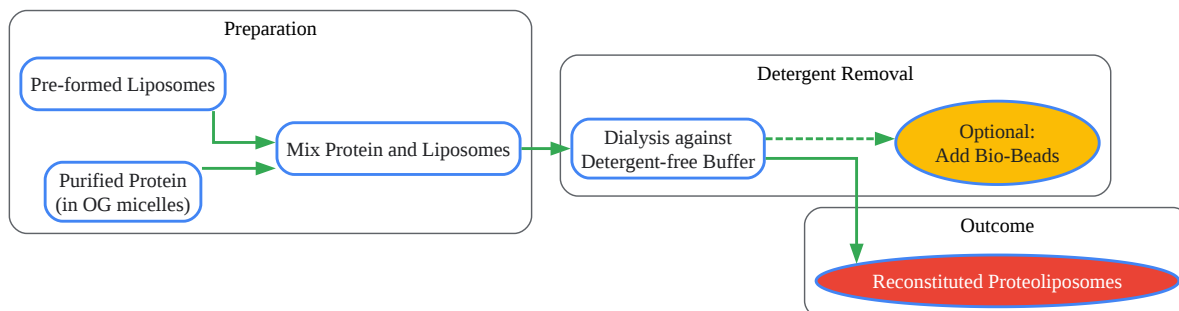 Preparation
Pre-formed Liposomes
Purified Protein
(in OG micelles)
Mix Protein and Liposomes
Detergent Removal
Dialysis against
Detergent-free Buffer
Optional:
Add Bio-Beads
Outcome
Reconstituted Proteoliposomes